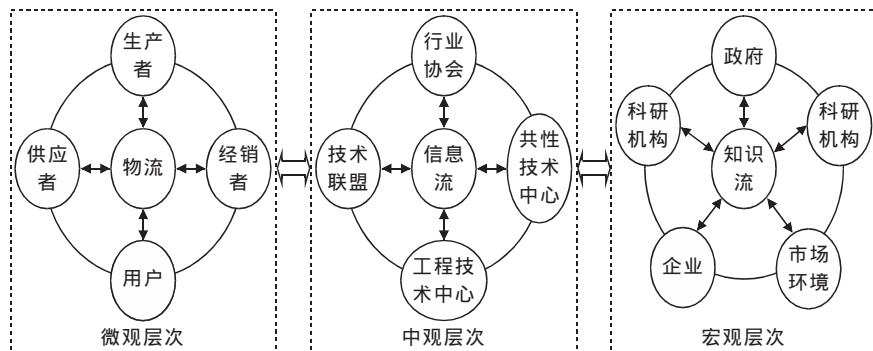 生产
者
供应
者
物流
经销
者
用户
微观层次
行业
协会
技术
联盟
信息
流
共性
技术
中心
工程技
术中心
中观层次
政府
科研
机构
知识
流
科研
机构
企业
市场
环境
宏观层次